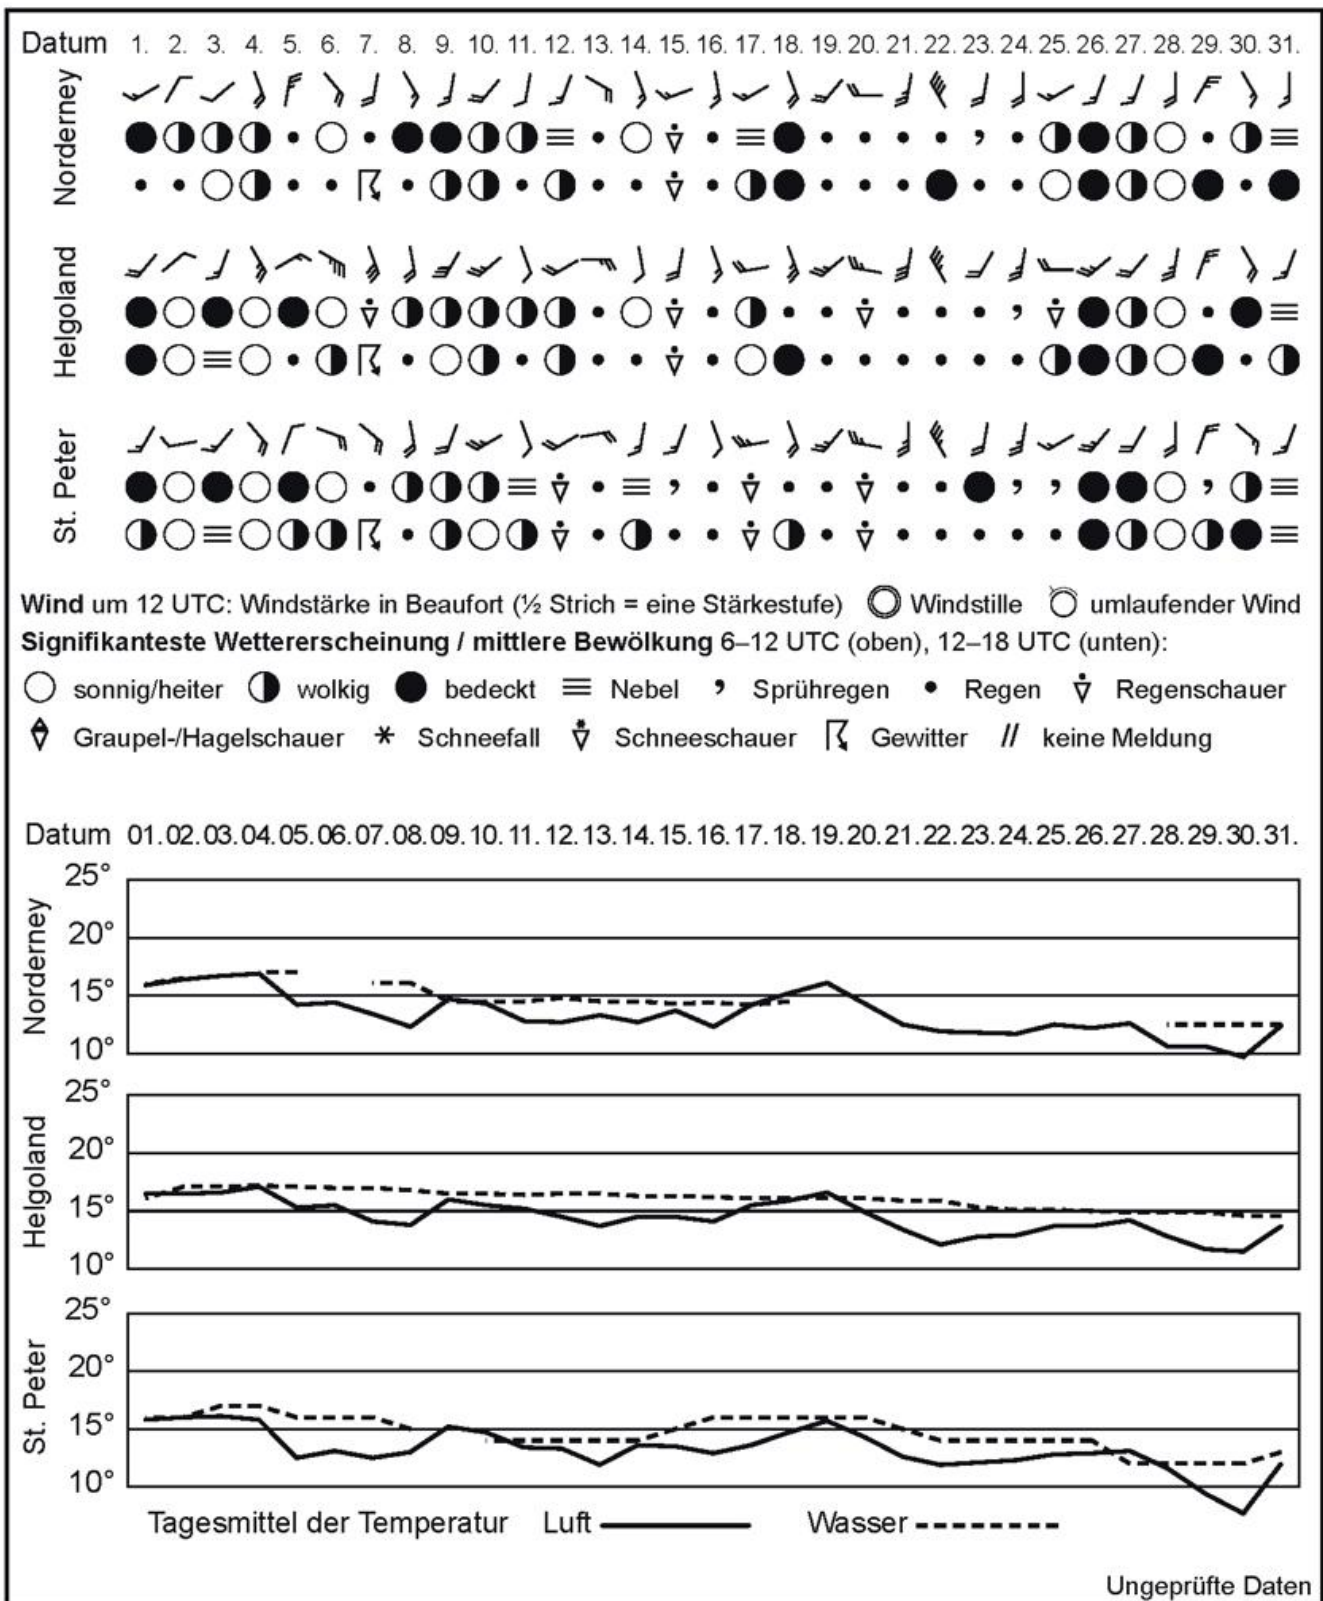 Datum 1. 2. 3. 4. 5. 6. 7. 8. 9. 10. 11. 12. 13. 14. 15. 16. 17. 18. 19. 20. 21. 22. 23. 24. 25. 26. 27. 28. 29. 30. 31.
Norderney
Helgoland
St. Peter
Wind um 12 UTC: Windstärke in Beaufort (½ Strich = eine Stärkestufe) Windstille umlaufender Wind
Signifikanteste Wettererscheinung / mittlere Bewölkung 6–12 UTC (oben), 12–18 UTC (unten):
sonnig/heiter wolkig bedeckt Nebel Sprühregen Regen Regenschauer
Graupel-/Hagelschauer Schneefall Schneeschauer Gewitter // keine Meldung
Datum 01. 02. 03. 04. 05. 06. 07. 08. 09. 10. 11. 12. 13. 14. 15. 16. 17. 18. 19. 20. 21. 22. 23. 24. 25. 26. 27. 28. 29. 30. 31.
Norderney
25°
20°
15°
10°
Helgoland
25°
20°
15°
10°
St. Peter
25°
20°
15°
10°
Tagesmittel der Temperatur Luft Wasser
Ungeprüfte Daten